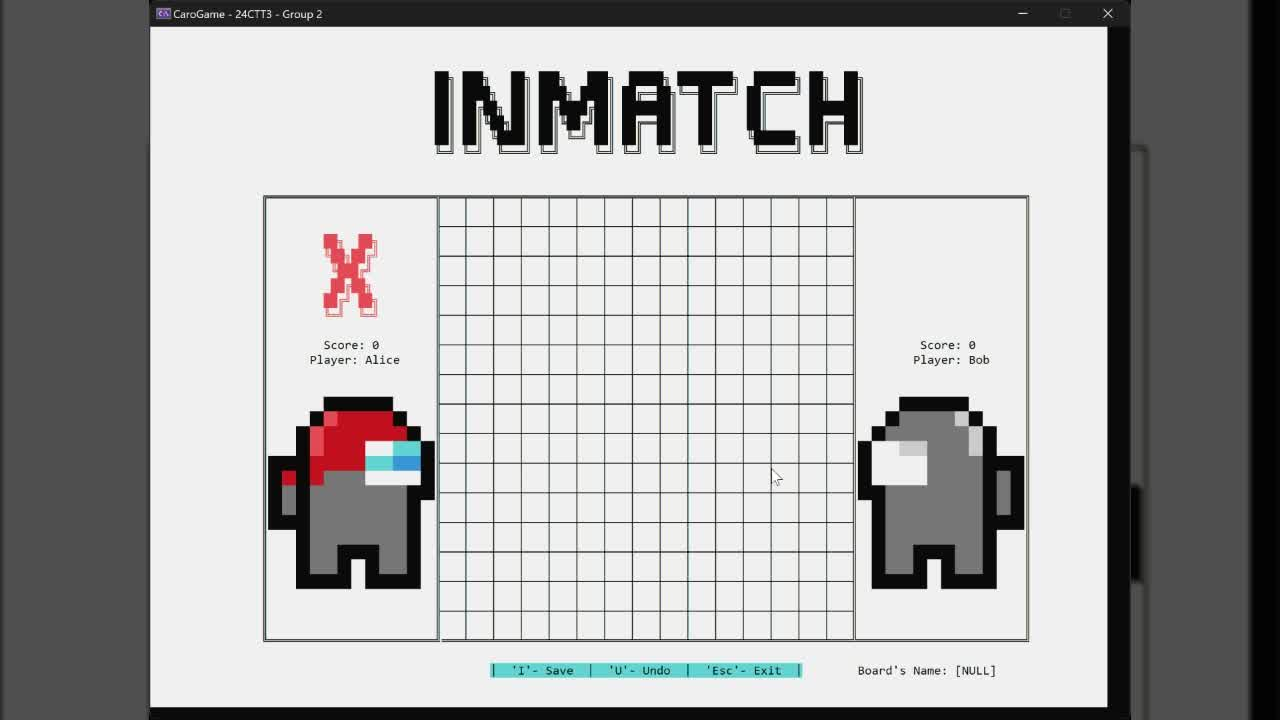 CaroGame - 24CTT3 - Group 2
INMATCH
X
Score: 0
Player: Alice
Score: 0
Player: Bob
| 'I'- Save | 'U'- Undo | 'Esc'- Exit |
Board's Name: [NULL]